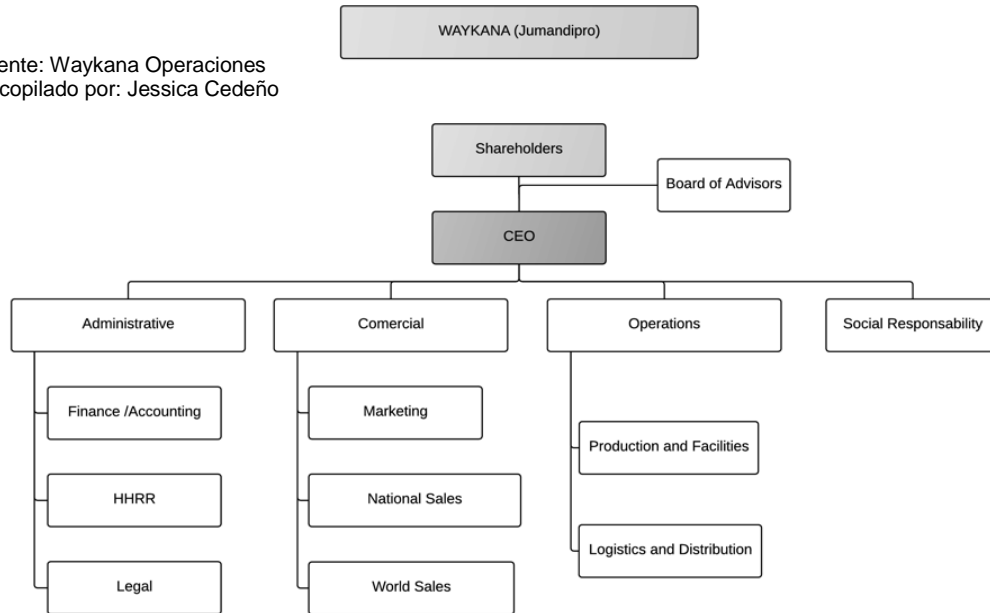 WAYKANA (Jumandipro)
ente: Waykana Operaciones
copilado por: Jessica Cedeño
Shareholders
Board of Advisors
CEO
Administrative
Comercial
Operations
Social Responsability
Finance /Accounting
Marketing
Production and Facilities
HHRR
National Sales
Logistics and Distribution
Legal
World Sales